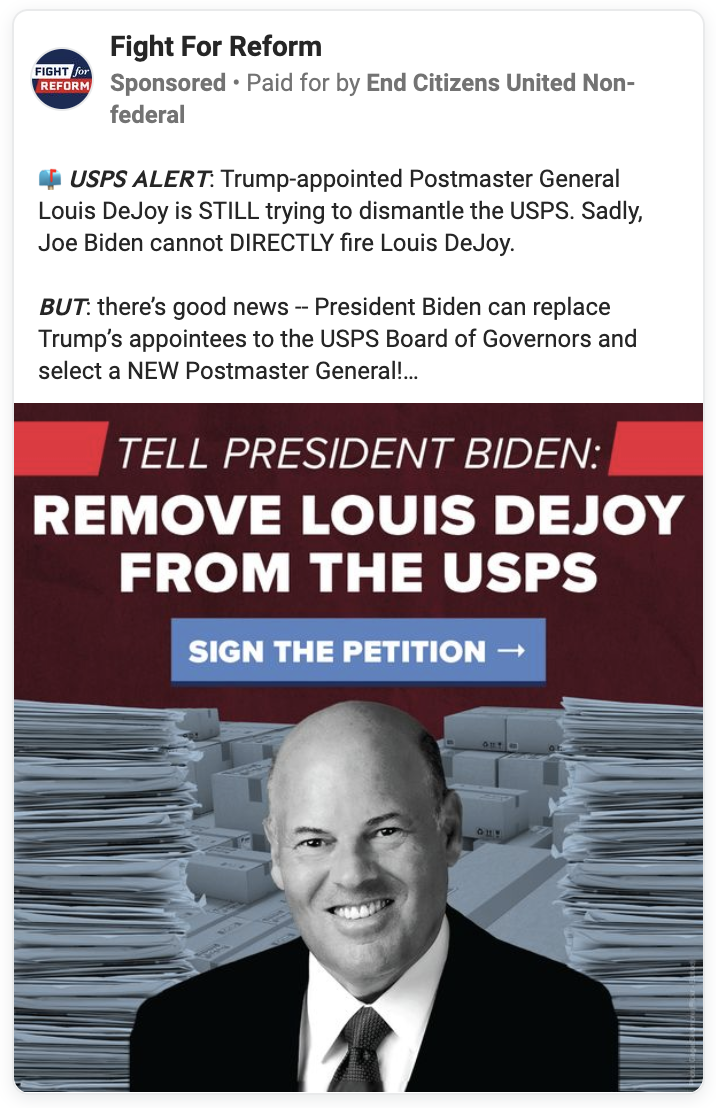 Fight For Reform
FIGHT for
REFORM
Sponsored • Paid for by End Citizens United Non-
federal
📫 USPS ALERT: Trump-appointed Postmaster General
Louis DeJoy is STILL trying to dismantle the USPS. Sadly,
Joe Biden cannot DIRECTLY fire Louis DeJoy.
BUT: there’s good news -- President Biden can replace
Trump’s appointees to the USPS Board of Governors and
select a NEW Postmaster General!...
TELL PRESIDENT BIDEN:
REMOVE LOUIS DEJOY
FROM THE USPS
SIGN THE PETITION →